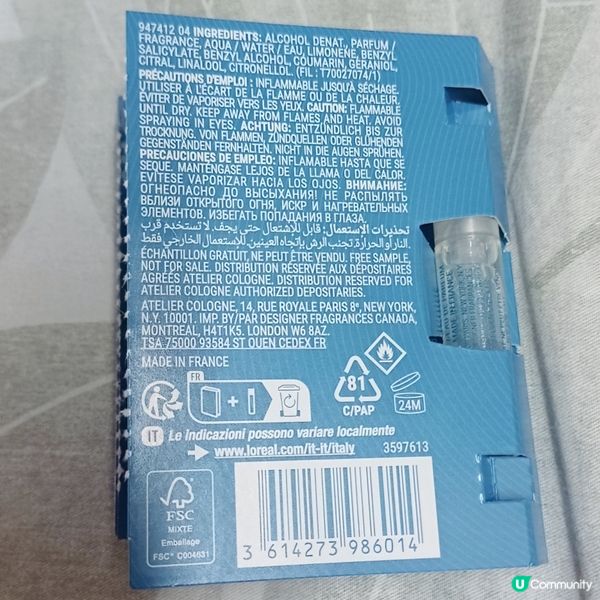 947412 04 INGREDIENTS: ALCOHOL DENAT., PARFUM /
FRAGRANCE, AQUA / WATER / EAU, LIMONENE, BENZYL
SALICYLATE BENZYL ALCOHOL, COUMARIN, GERANIOL,
CITRAL, LINALOOL, CITRONELLOL. (FIL : T70027074/1)
PRÉCAUTIONS D'EMPLOI : INFLAMMABLE JUSQU'À SÉCHAGE.
UTILISER À L'ÉCART DE LA FLAMME OU DE LA CHALEUR.
ÉVITER DE VAPORISER VERS LES YEUX. CAUTION: FLAMMABLE
UNTIL DRY. KEEP AWAY FROM FLAMES AND HEAT. AVOID
SPRAYING IN EYES. ACHTUNG: ENTZÜNDLICH BIS ZUR
TROCKNUNG. VON FLAMMEN, ZÜNDQUELLEN ODER GLÜHENDEN
GEGENSTÄNDEN FERNHALTEN. NICHT IN DIE AUGEN SPRÜHEN.
PRECAUCIONES DE EMPLEO: INFLAMABLE HASTA QUE SE
SEQUE. MANTÉNGASE LEJOS DE LA LLAMA O DEL CALOR.
EVÍTESE VAPORIZAR HACIA LOS OJOS. ВНИМАНИЕ:
ОГНЕОПАСНО ДО ВЫСЫХАНИЯ! НЕ РАСПЫЛЯТЬ
ВБЛИЗИ ОТКРЫТОГО ОГНЯ, ИСКР И НАГРЕВАТЕЛЬНЫХ
ЭЛЕМЕНТОВ. ИЗБЕГАТЬ ПОПАДАНИЯ В ГЛАЗА.
تحذيرات الاستعمال: قابل للاشتعال حتى يجف. لا تستخدم قرب
النار أو الحرارة. تجنب الرش بإتجاه العينين. للاستعمال الخارجي فقط.
ÉCHANTILLON GRATUIT, NE PEUT ÊTRE VENDU. FREE SAMPLE,
NOT FOR SALE. DISTRIBUTION RÉSERVÉE AUX DÉPOSITAIRES
AGRÉÉS ATELIER COLOGNE. DISTRIBUTION RESERVED FOR
ATELIER COLOGNE AUTHORIZED DEPOSITARIES.
ATELIER COLOGNE, 14, RUE ROYALE PARIS 8ᵉ, NEW YORK,
N.Y. 10001. IMP. BY/PAR DESIGNER FRAGRANCES CANADA,
MONTREAL, H4T1K5. LONDON W6 8AZ.
TSA 75000 93584 ST QUEN CEDEX FR
MADE IN FRANCE
FR
81
C/PAP
24M
IT Le indicazioni possono variare localmente
www.loreal.com/it-it/italy
3597613
FSC
MIXTE
Emballage
FSC® C004631
3 614273 986014
U Community